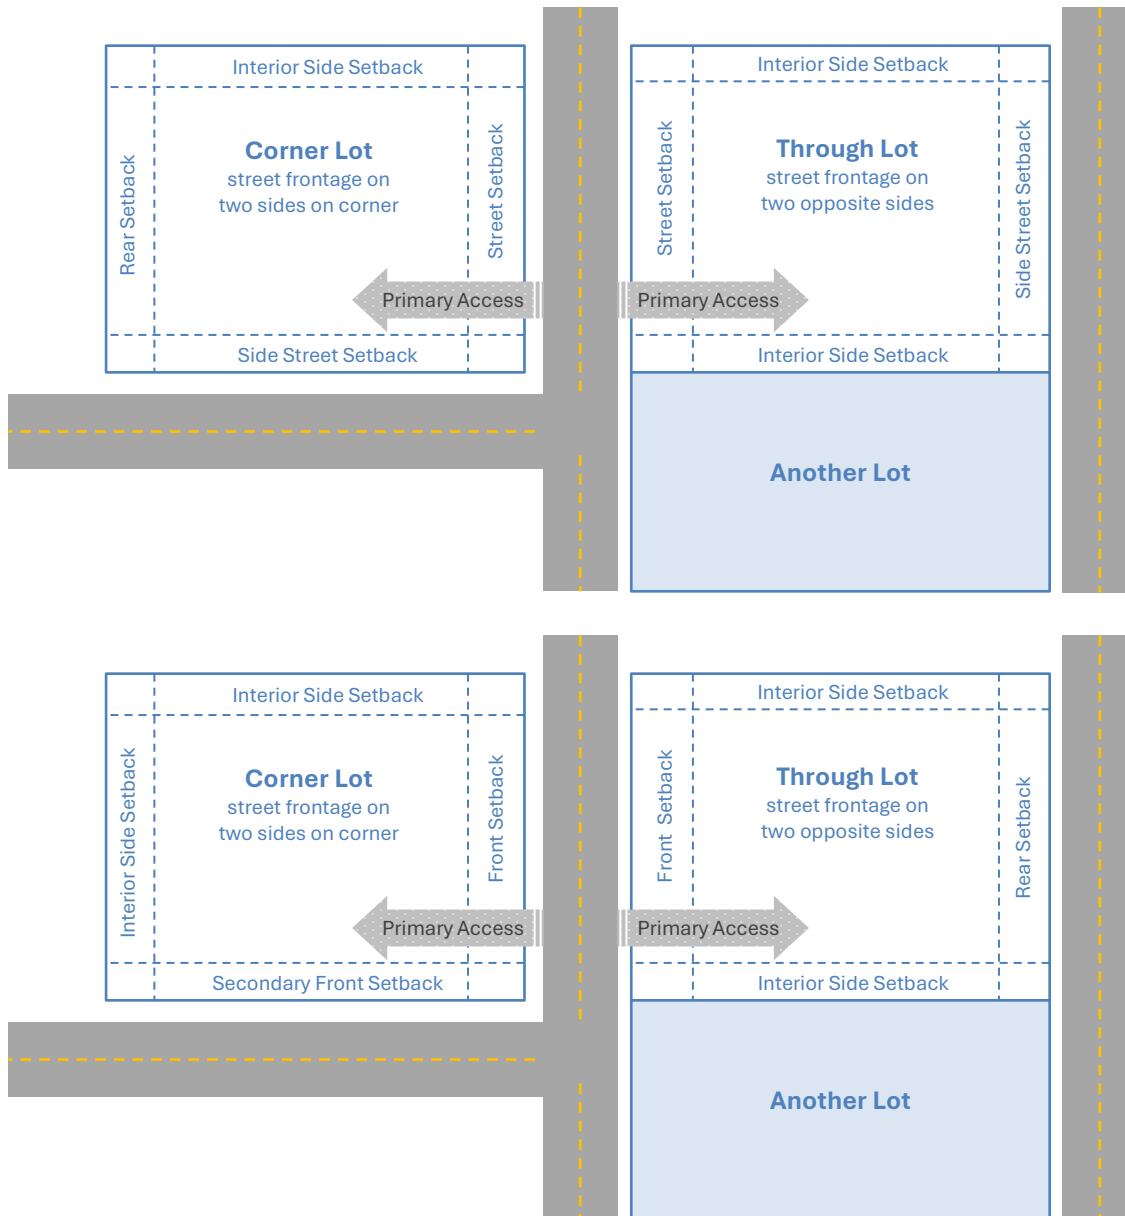 Interior Side Setback
Corner Lot
street frontage on
two sides on corner
Rear Setback
Street Setback
Primary Access
Side Street Setback
Interior Side Setback
Through Lot
street frontage on
two opposite sides
Street Setback
Side Street Setback
Primary Access
Interior Side Setback
Another Lot
Interior Side Setback
Corner Lot
street frontage on
two sides on corner
Interior Side Setback
Front Setback
Primary Access
Secondary Front Setback
Interior Side Setback
Through Lot
street frontage on
two opposite sides
Front Setback
Rear Setback
Primary Access
Interior Side Setback
Another Lot